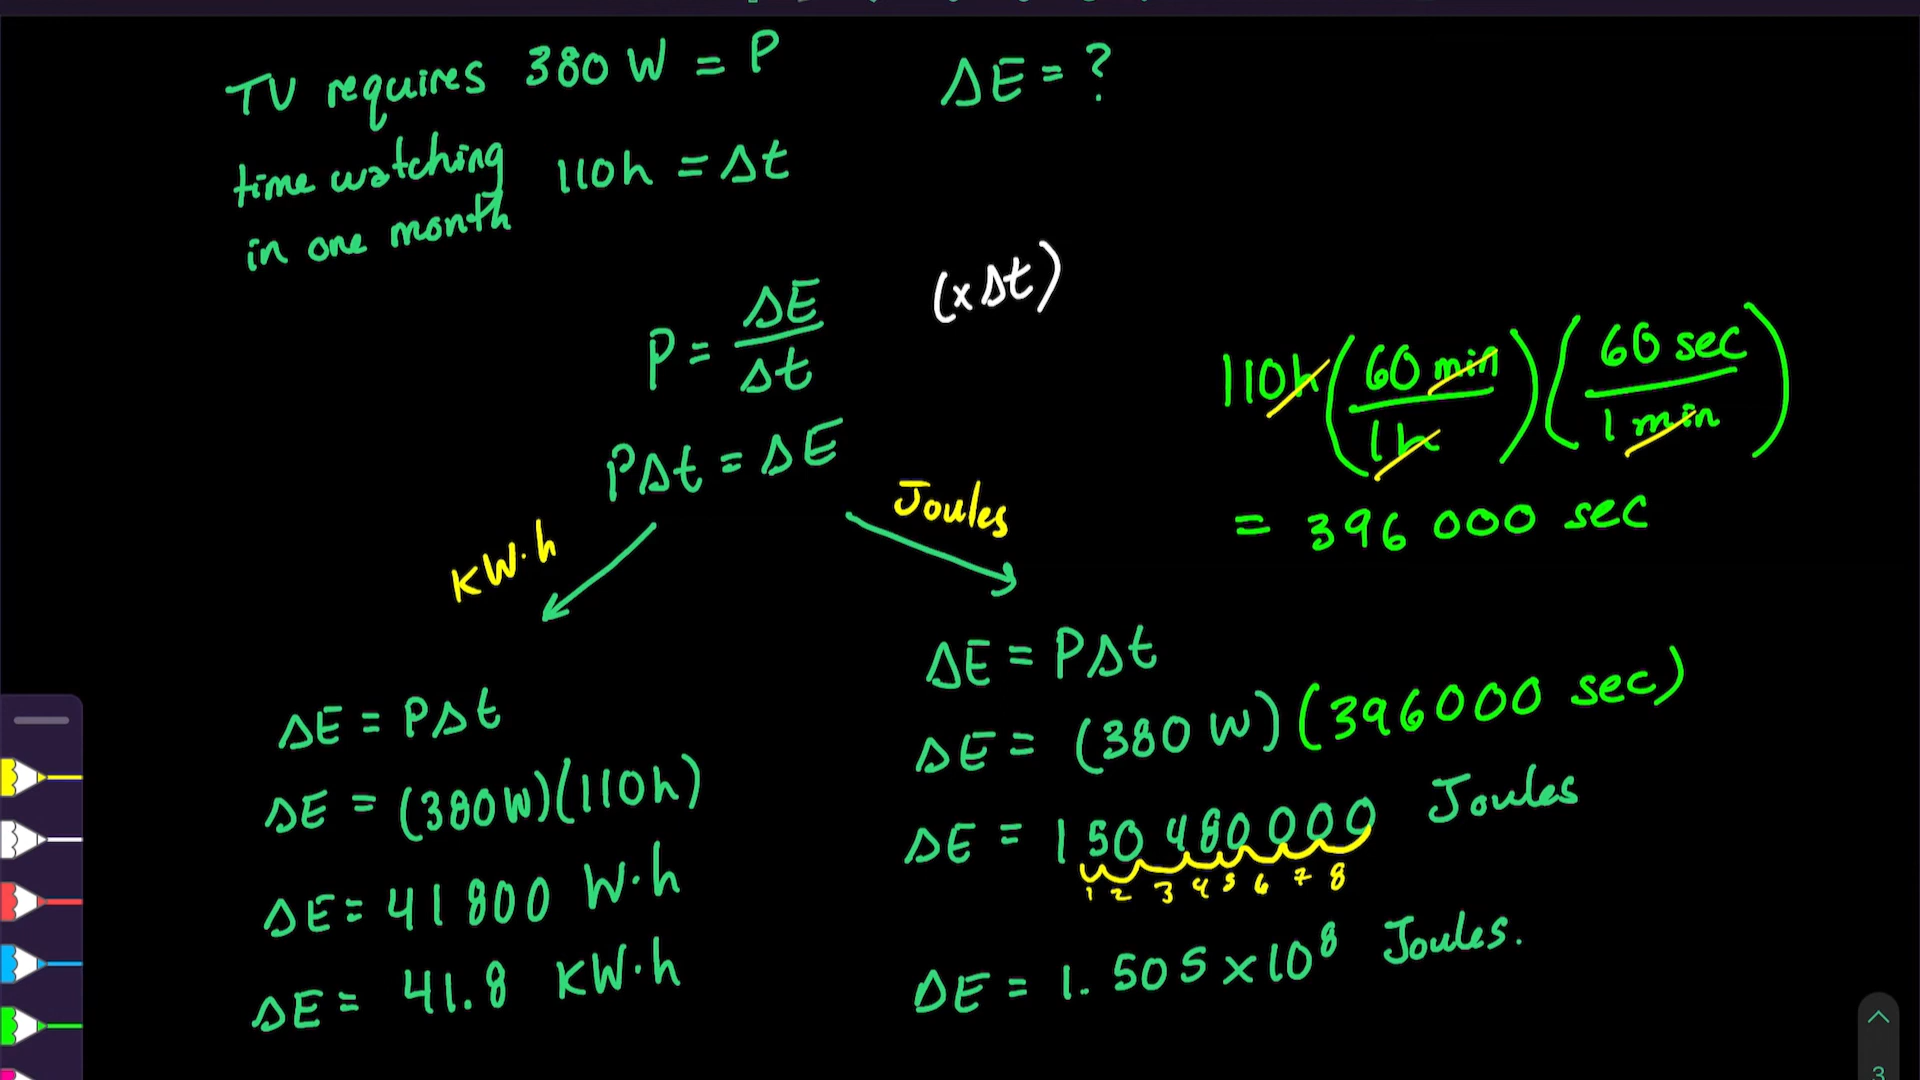 TV requires 380 W = P
ΔE = ?
time watching 110h = Δt
in one month
(xΔt)
P = ΔE/Δt
PΔt = ΔE
110h (60 min/1h) (60 sec/1 min)
= 396 000 sec
KW·h
Joules
ΔE = PΔt
ΔE = (380W)(110h)
ΔE = 41 800 W·h
ΔE = 41.8 KW·h
ΔE = PΔt
ΔE = (380 W)(396000 sec)
ΔE = 150 480 000 Joules
1 2 3 4 5 6 7 8
ΔE = 1.505 x 10⁸ Joules.
3